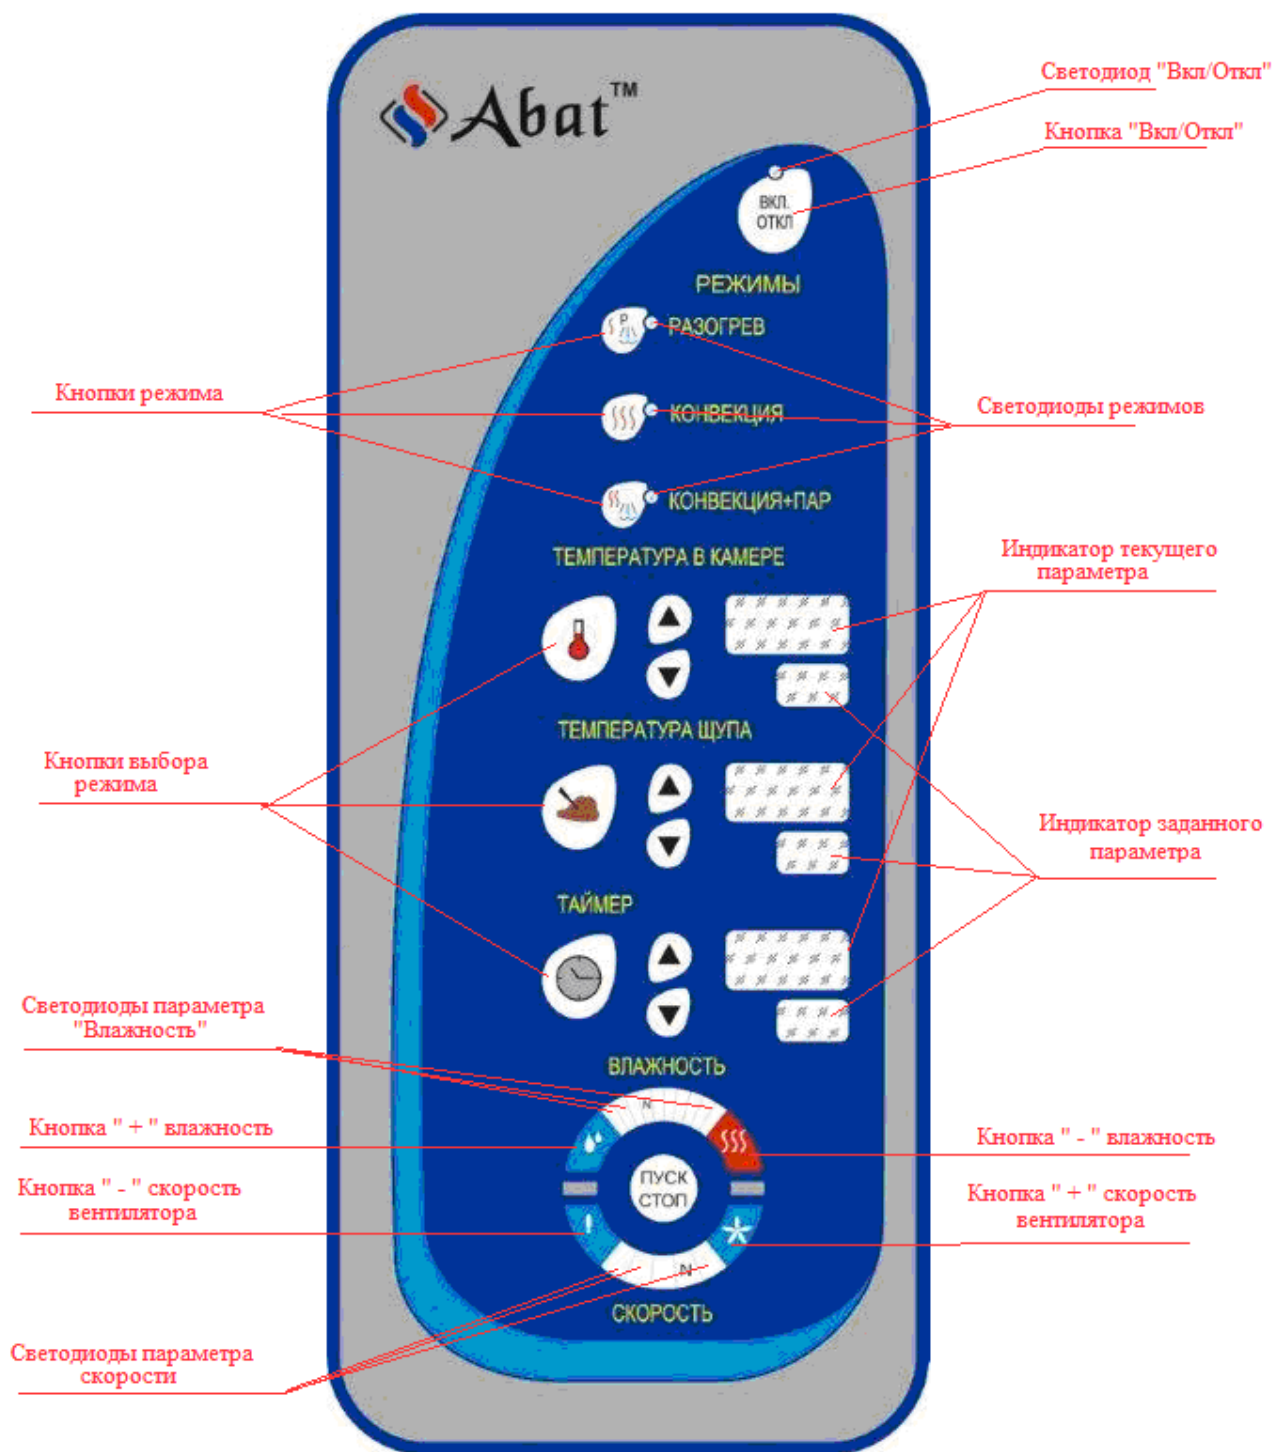 Abat™
Светодиод "Вкл/Откл"
Кнопка "Вкл/Откл"
ВКЛ.
ОТКЛ
РЕЖИМЫ
P
РАЗОГРЕВ
Кнопки режима
КОНВЕКЦИЯ
Светодиоды режимов
КОНВЕКЦИЯ+ПАР
ТЕМПЕРАТУРА В КАМЕРЕ
Индикатор текущего
параметра
ТЕМПЕРАТУРА ЩУПА
Кнопки выбора
режима
Индикатор заданного
параметра
ТАЙМЕР
Светодиоды параметра
"Влажность"
ВЛАЖНОСТЬ
N
Кнопка " + " влажность
Кнопка " - " влажность
ПУСК
СТОП
Кнопка " - " скорость
вентилятора
Кнопка " + " скорость
вентилятора
N
СКОРОСТЬ
Светодиоды параметра
скорости